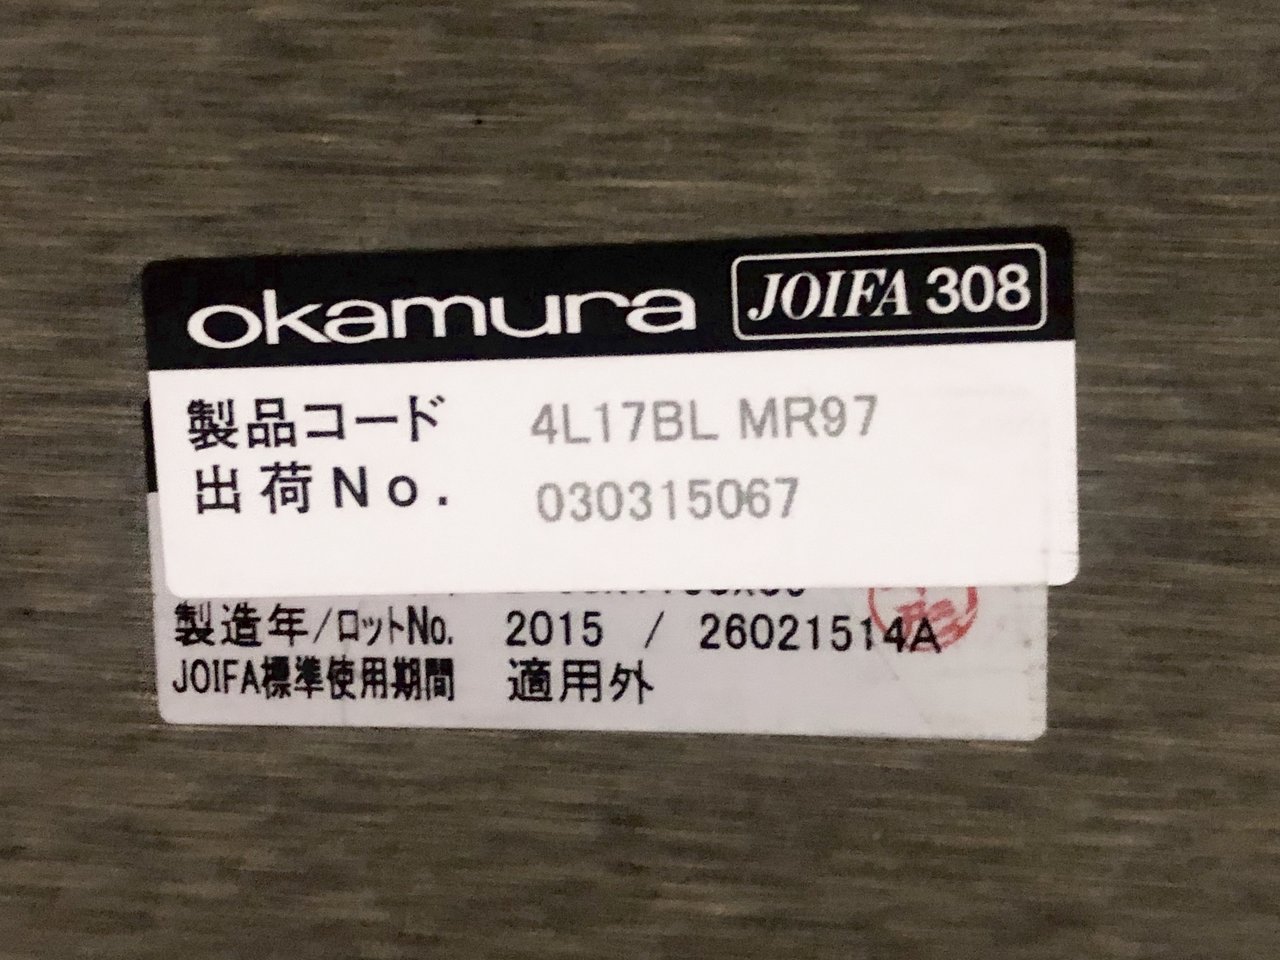 okamura JOIFA 308
製品コード 4L17BL MR97
出荷No. 030315067
製造年/ロットNo. 2015 / 26021514A
JOIFA標準使用期間 適用外